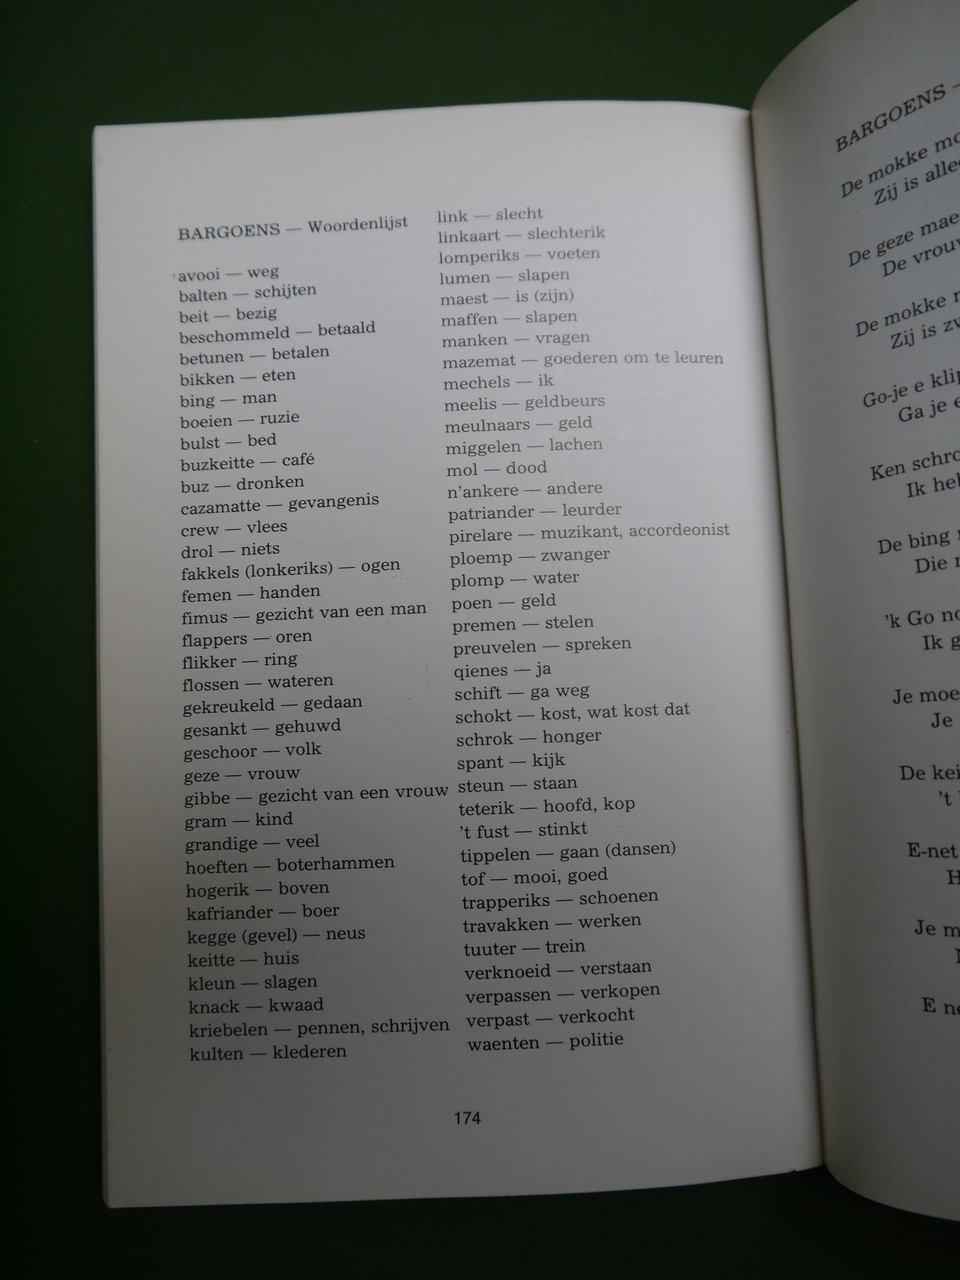 BARGOENS — Woordenlijst
avooi — weg
balten — schijten
beit — bezig
beschommeld — betaald
betunen — betalen
bikken — eten
bing — man
boeien — ruzie
bulst — bed
buzkeitte — café
buz — dronken
cazamatte — gevangenis
crew — vlees
drol — niets
fakkels (lonkeriks) — ogen
femen — handen
fimus — gezicht van een man
flappers — oren
flikker — ring
flossen — wateren
gekreukeld — gedaan
gesankt — gehuwd
geschoor — volk
geze — vrouw
gibbe — gezicht van een vrouw
gram — kind
grandige — veel
hoeften — boterhammen
hogerik — boven
kafriander — boer
kegge (gevel) — neus
keitte — huis
kleun — slagen
knack — kwaad
kriebelen — pennen, schrijven
kulten — klederen
link — slecht
linkaart — slechterik
lomperiks — voeten
lumen — slapen
maest — is (zijn)
maffen — slapen
manken — vragen
mazemat — goederen om te leuren
mechels — ik
meelis — geldbeurs
meulnaars — geld
miggelen — lachen
mol — dood
n'ankere — andere
patriander — leurder
pirelare — muzikant, accordeonist
ploemp — zwanger
plomp — water
poen — geld
premen — stelen
preuvelen — spreken
qienes — ja
schift — ga weg
schokt — kost, wat kost dat
schrok — honger
spant — kijk
steun — staan
teterik — hoofd, kop
't fust — stinkt
tippelen — gaan (dansen)
tof — mooi, goed
trapperiks — schoenen
travakken — werken
tuuter — trein
verknoeid — verstaan
verpassen — verkopen
verpast — verkocht
waenten — politie
174
BARGOENS —
De mokke
Zij is
De geze
De
De mokke
Zij is
Go-je e
Ga je e
Ken
Ik
De bing
Die
'k Go
Ik
Je moe
Je
De
't
E-net
H
Je
E